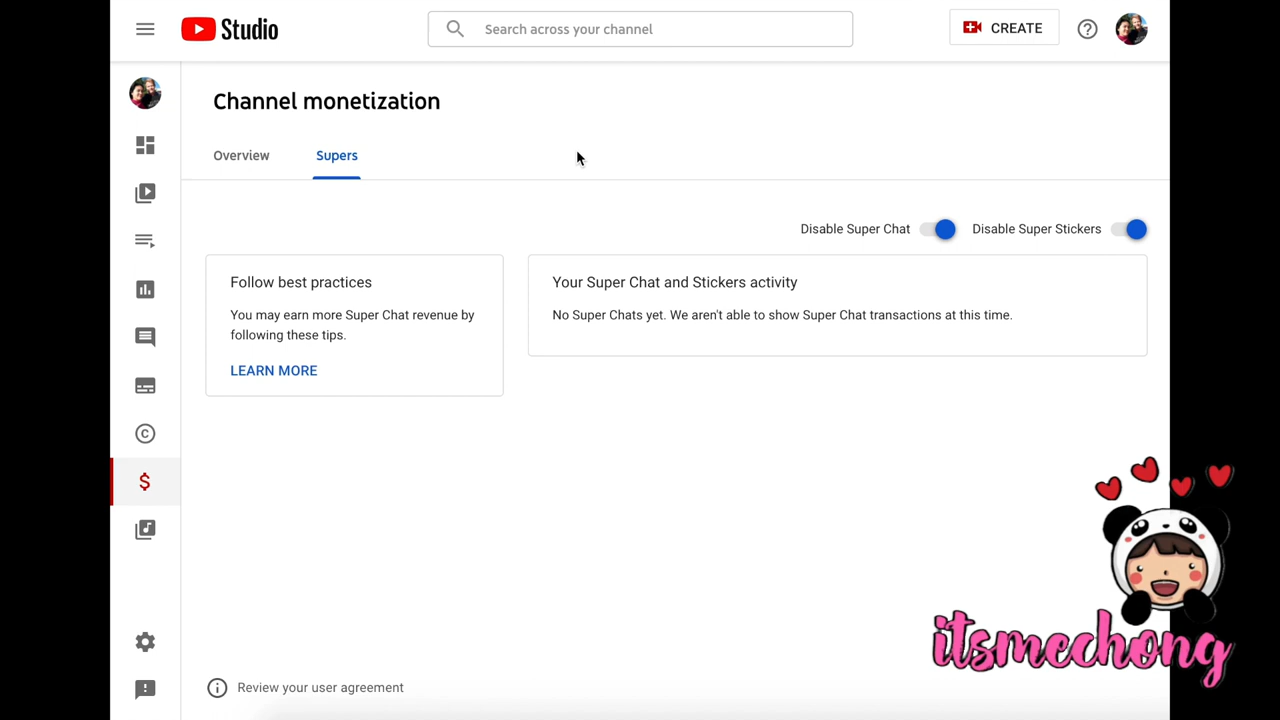 Studio
Search across your channel
CREATE
Channel monetization
Overview
Supers
Disable Super Chat
Disable Super Stickers
Follow best practices
You may earn more Super Chat revenue by
following these tips.
LEARN MORE
Your Super Chat and Stickers activity
No Super Chats yet. We aren't able to show Super Chat transactions at this time.
itsmechong
Review your user agreement